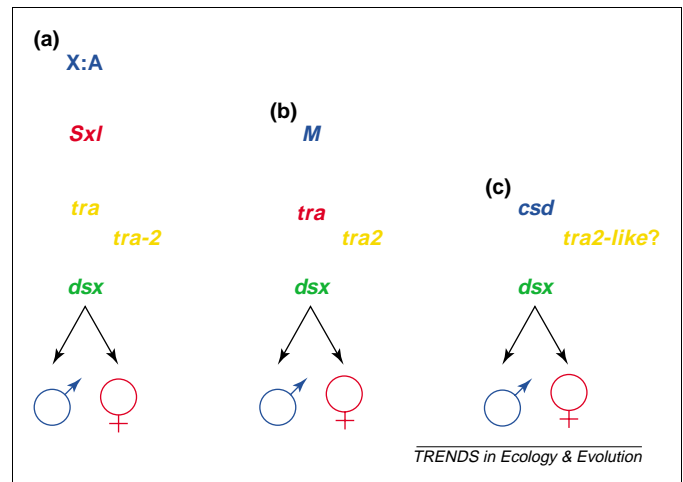 (a)
X:A
Sxl
tra
tra-2
dsx
(b)
M
tra
tra2
dsx
(c)
csd
tra2-like?
dsx
TRENDS in Ecology & Evolution